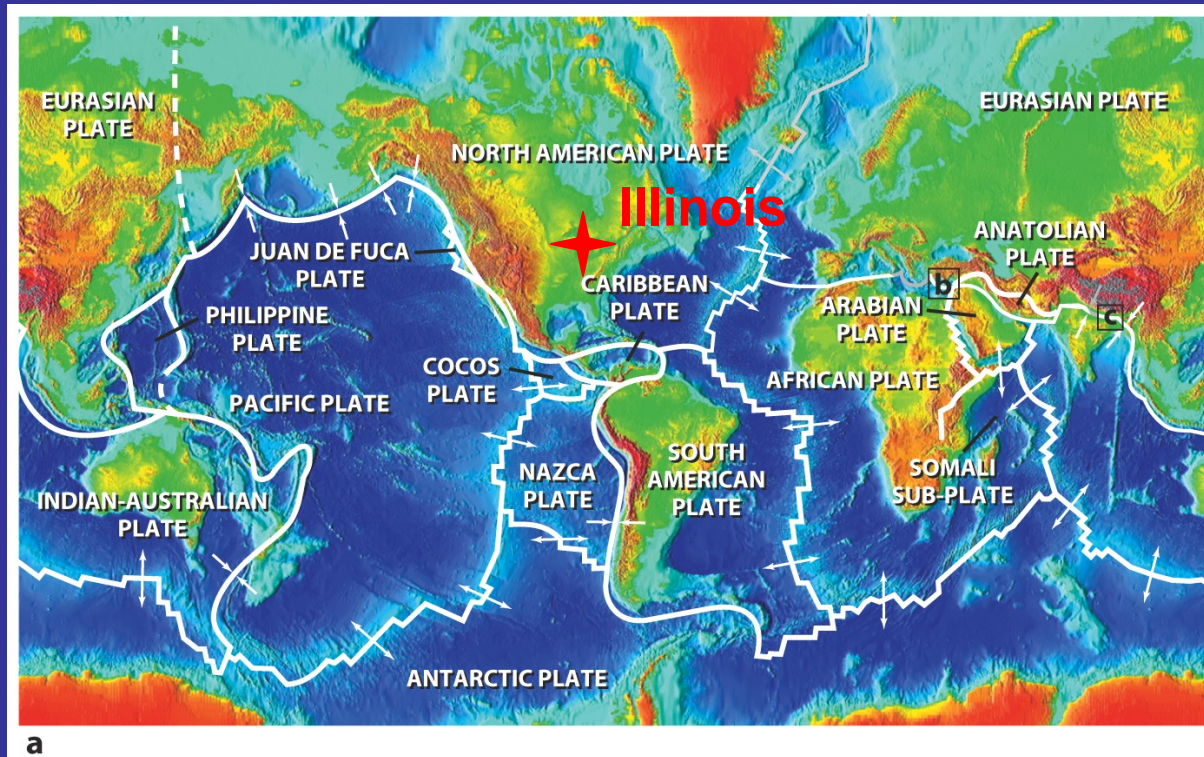 EURASIAN
PLATE
EURASIAN PLATE
NORTH AMERICAN PLATE
Illinois
JUAN DE FUCA
PLATE
ANATOLIAN
PLATE
CARIBBEAN
PLATE
b
ARABIAN
PLATE
c
PHILIPPINE
PLATE
COCOS
PLATE
AFRICAN PLATE
PACIFIC PLATE
NAZCA
PLATE
SOUTH
AMERICAN
PLATE
SOMALI
SUB-PLATE
INDIAN-AUSTRALIAN
PLATE
ANTARCTIC PLATE
a